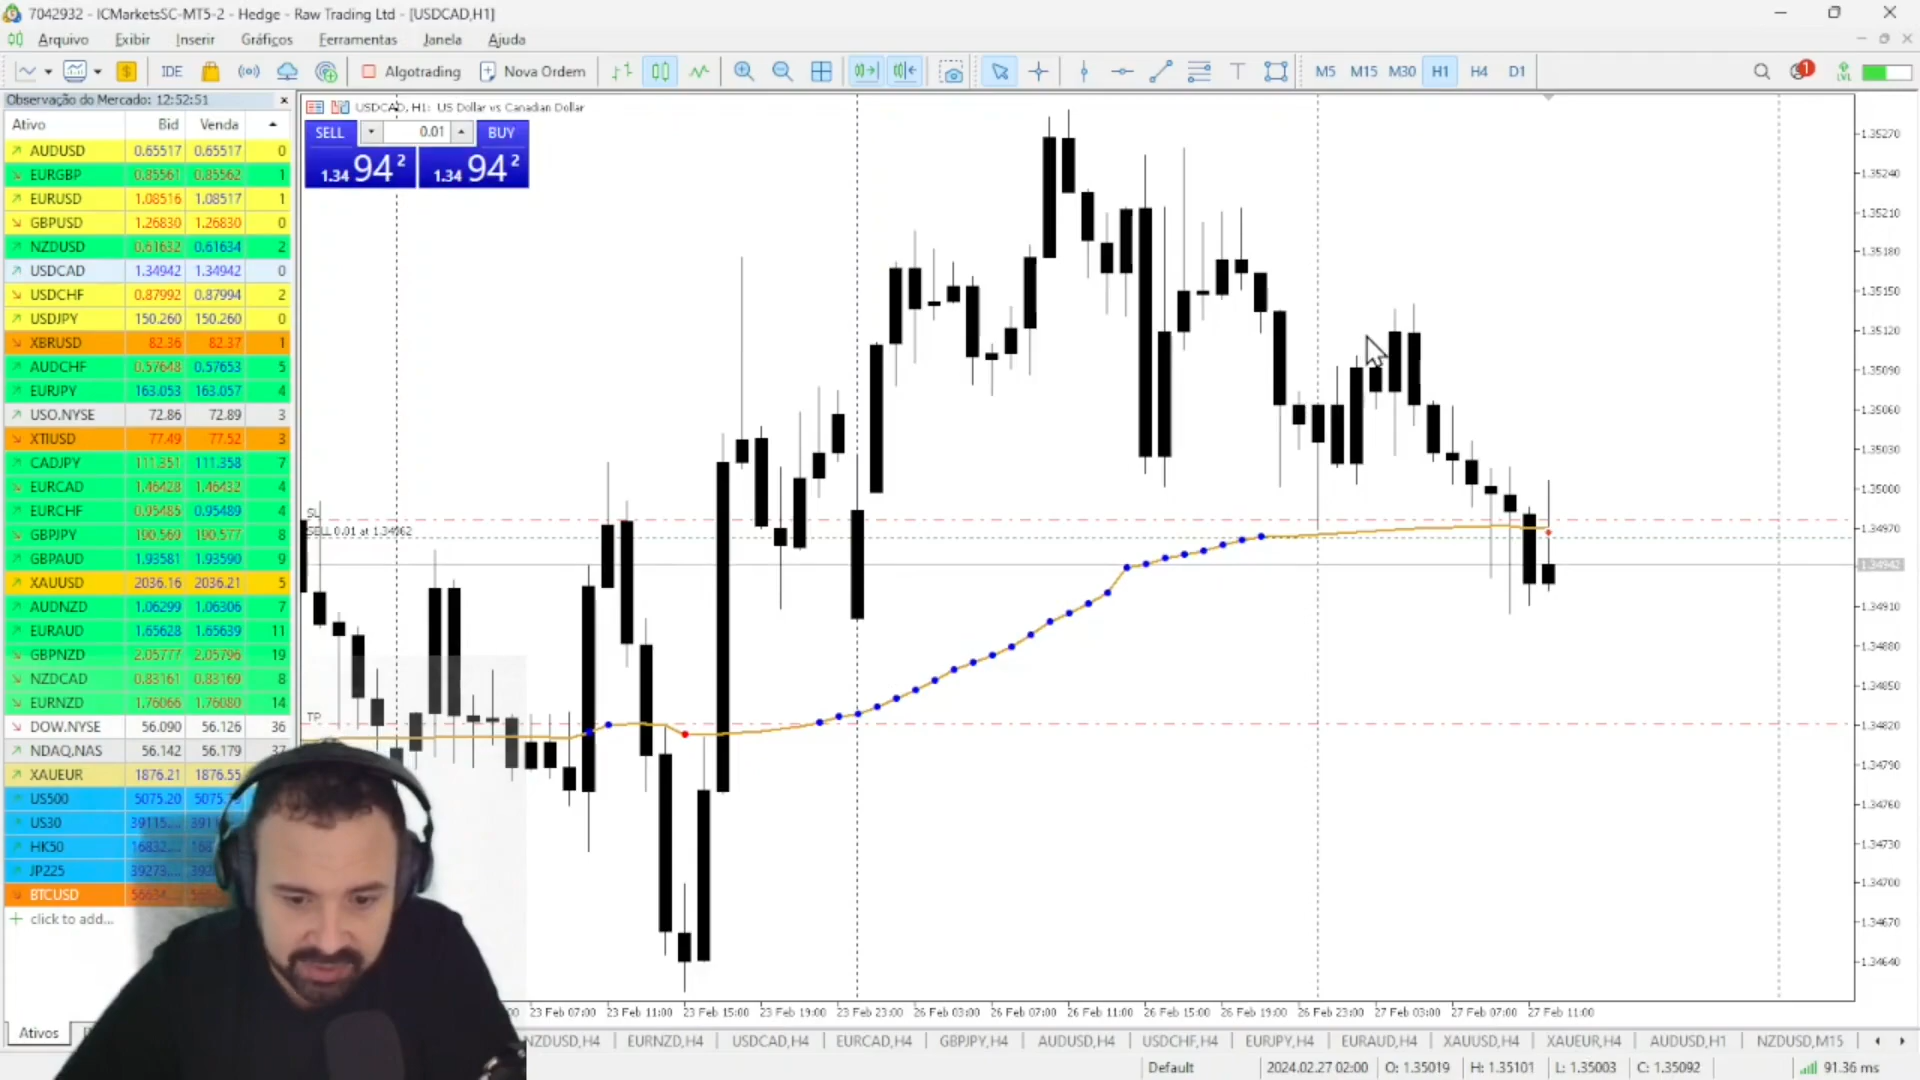 7042932 - ICMarketsSC-MT5-2 - Hedge - Raw Trading Ltd - [USDCAD,H1]
Arquivo Exibir Inserir Gráficos Ferramentas Janela Ajuda
IDE Algotrading Nova Ordem M5 M15 M30 H1 H4 D1 1
Observação do Mercado: 12:52:51
Ativo Bid Venda
AUDUSD 0.65517 0.65517 0
EURGBP 0.85561 0.85562 1
EURUSD 1.08516 1.08517 1
GBPUSD 1.26830 1.26830 0
NZDUSD 0.61632 0.61634 2
USDCAD 1.34942 1.34942 0
USDCHF 0.87992 0.87994 2
USDJPY 150.260 150.260 0
XBRUSD 82.36 82.37 1
AUDCHF 0.57648 0.57653 5
EURJPY 163.053 163.057 4
USO.NYSE 72.86 72.89 3
XTIUSD 77.49 77.52 3
CADJPY 111.351 111.358 7
EURCAD 1.46428 1.46432 4
EURCHF 0.95485 0.95489 4
GBPJPY 190.569 190.577 8
GBPAUD 1.93581 1.93590 9
XAUUSD 2036.16 2036.21 5
AUDNZD 1.06299 1.06306 7
EURAUD 1.65628 1.65639 11
GBPNZD 2.05777 2.05796 19
NZDCAD 0.83161 0.83169 8
EURNZD 1.76066 1.76080 14
DOW.NYSE 56.090 56.126 36
NDAQ.NAS 56.142 56.179 37
XAUEUR 1876.21 1876.55
US500 5075.20
US30 39115....
HK50 16832....
JP225 39273....
BTCUSD
click to add...
Ativos
USDCAD, H1: US Dollar vs Canadian Dollar
SELL 0.01 BUY
1.34 94 2 1.34 94 2
SL
SELL 0.01 at 1.34962
TP
1.35270
1.35240
1.35210
1.35180
1.35150
1.35120
1.35090
1.35060
1.35030
1.35000
1.34970
1.34942
1.34910
1.34880
1.34850
1.34820
1.34790
1.34760
1.34730
1.34700
1.34670
1.34640
23 Feb 07:00 23 Feb 11:00 23 Feb 15:00 23 Feb 19:00 23 Feb 23:00 26 Feb 03:00 26 Feb 07:00 26 Feb 11:00 26 Feb 15:00 26 Feb 19:00 26 Feb 23:00 27 Feb 03:00 27 Feb 07:00 27 Feb 11:00
NZDUSD,H4 EURNZD,H4 USDCAD,H4 EURCAD,H4 GBPJPY,H4 AUDUSD,H4 USDCHF,H4 EURJPY,H4 EURAUD,H4 XAUUSD,H4 XAUEUR,H4 AUDUSD,H1 NZDUSD,M15
Default 2024.02.27 02:00 O: 1.35019 H: 1.35101 L: 1.35003 C: 1.35092 91.36 ms